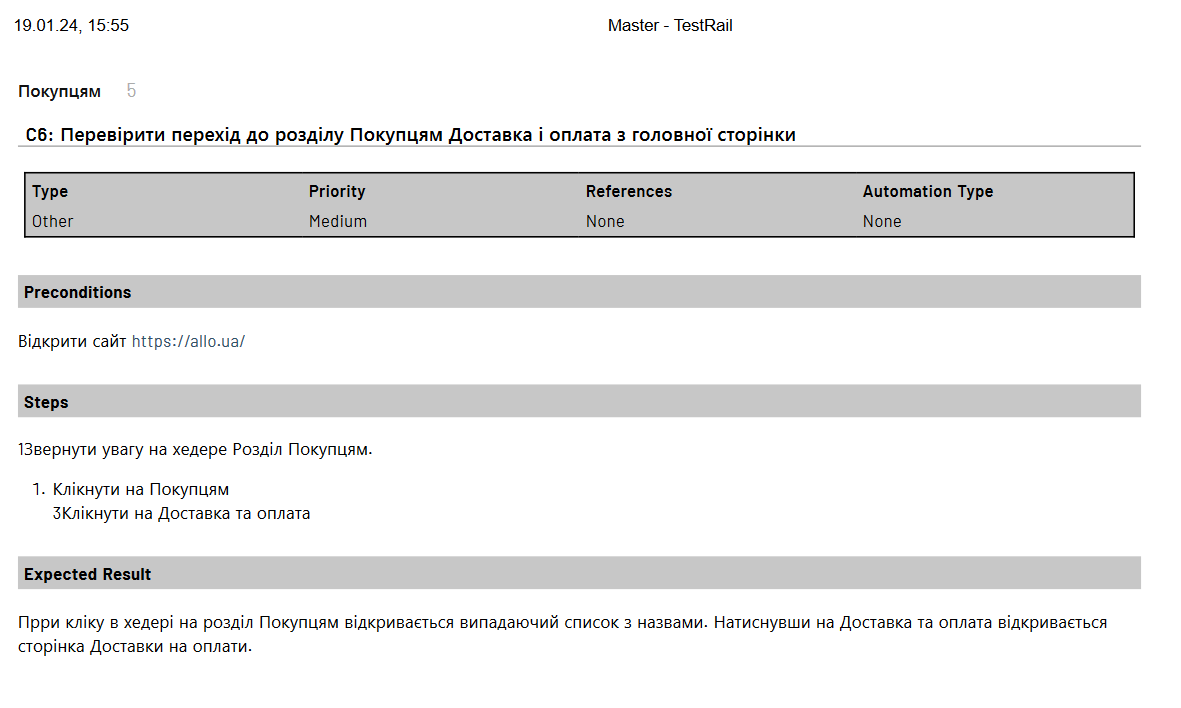 19.01.24, 15:55 Master - TestRail
Покупцям 5
C6: Перевірити перехід до розділу Покупцям Доставка і оплата з головної сторінки
Type Priority References Automation Type
Other Medium None None
Preconditions
Відкрити сайт https://allo.ua/
Steps
1Звернути увагу на хедере Розділ Покупцям.
1. Клікнути на Покупцям
3Клікнути на Доставка та оплата
Expected Result
Прри кліку в хедері на розділ Покупцям відкривається випадаючий список з назвами. Натиснувши на Доставка та оплата відкривається
сторінка Доставки на оплати.